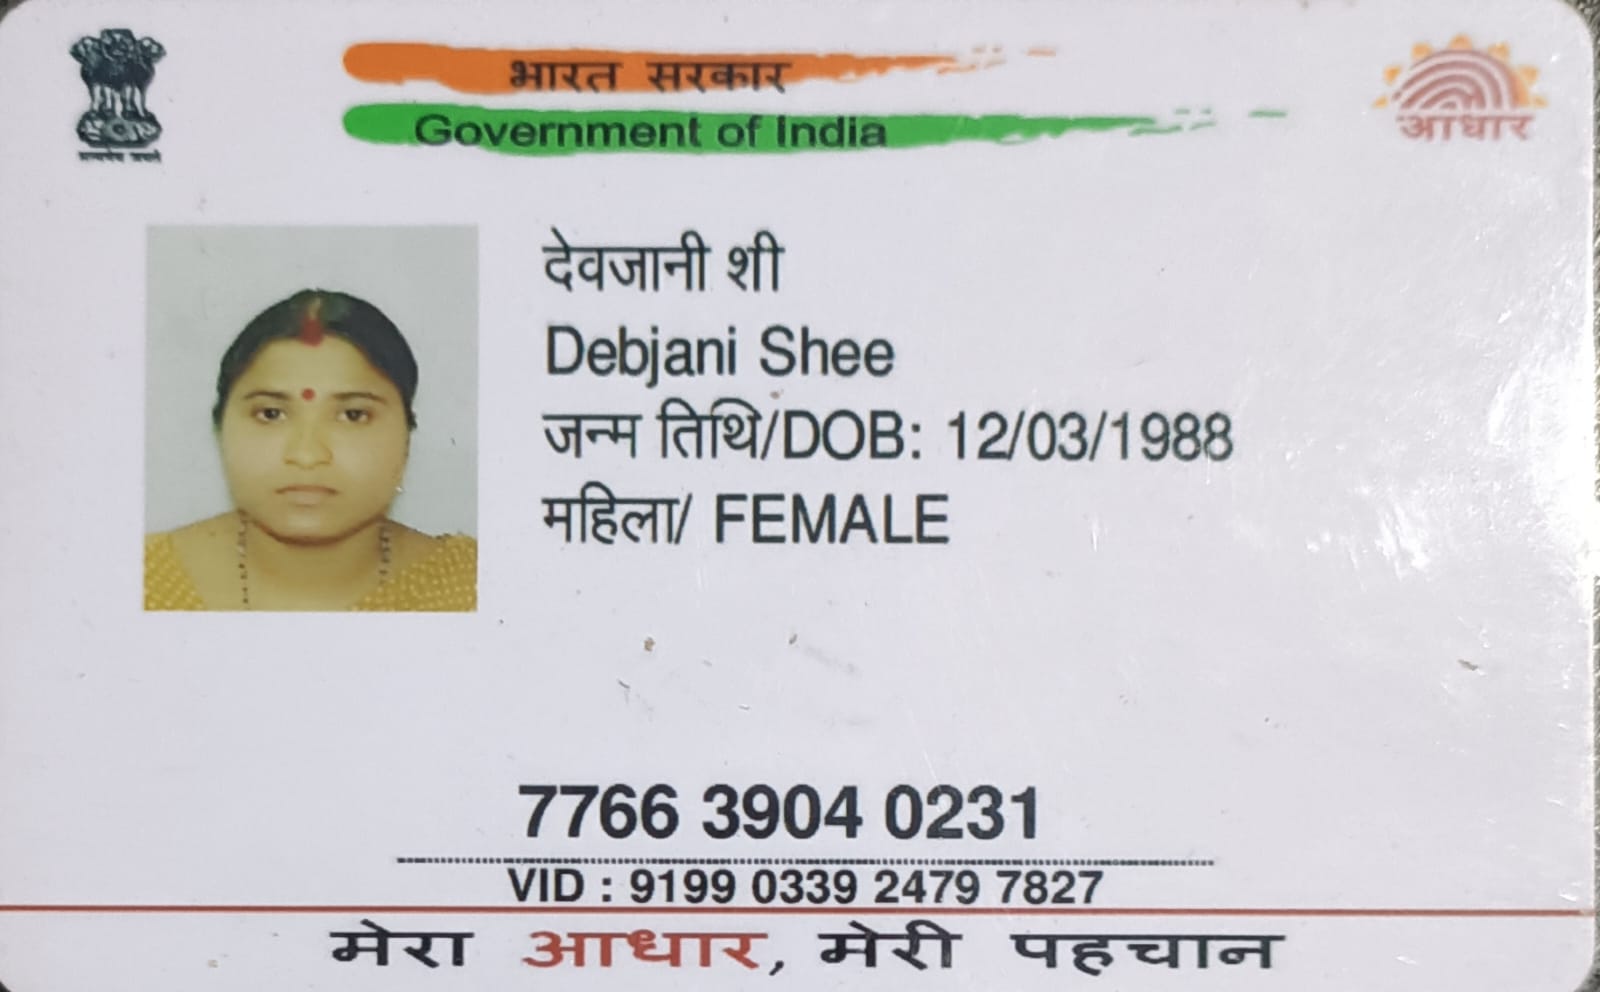 भारत सरकार
Government of India
आधार
सत्यमेव जयते
देवजानी शी
Debjani Shee
जन्म तिथि/DOB: 12/03/1988
महिला/ FEMALE
7766 3904 0231
VID : 9199 0339 2479 7827
मेरा आधार, मेरी पहचान